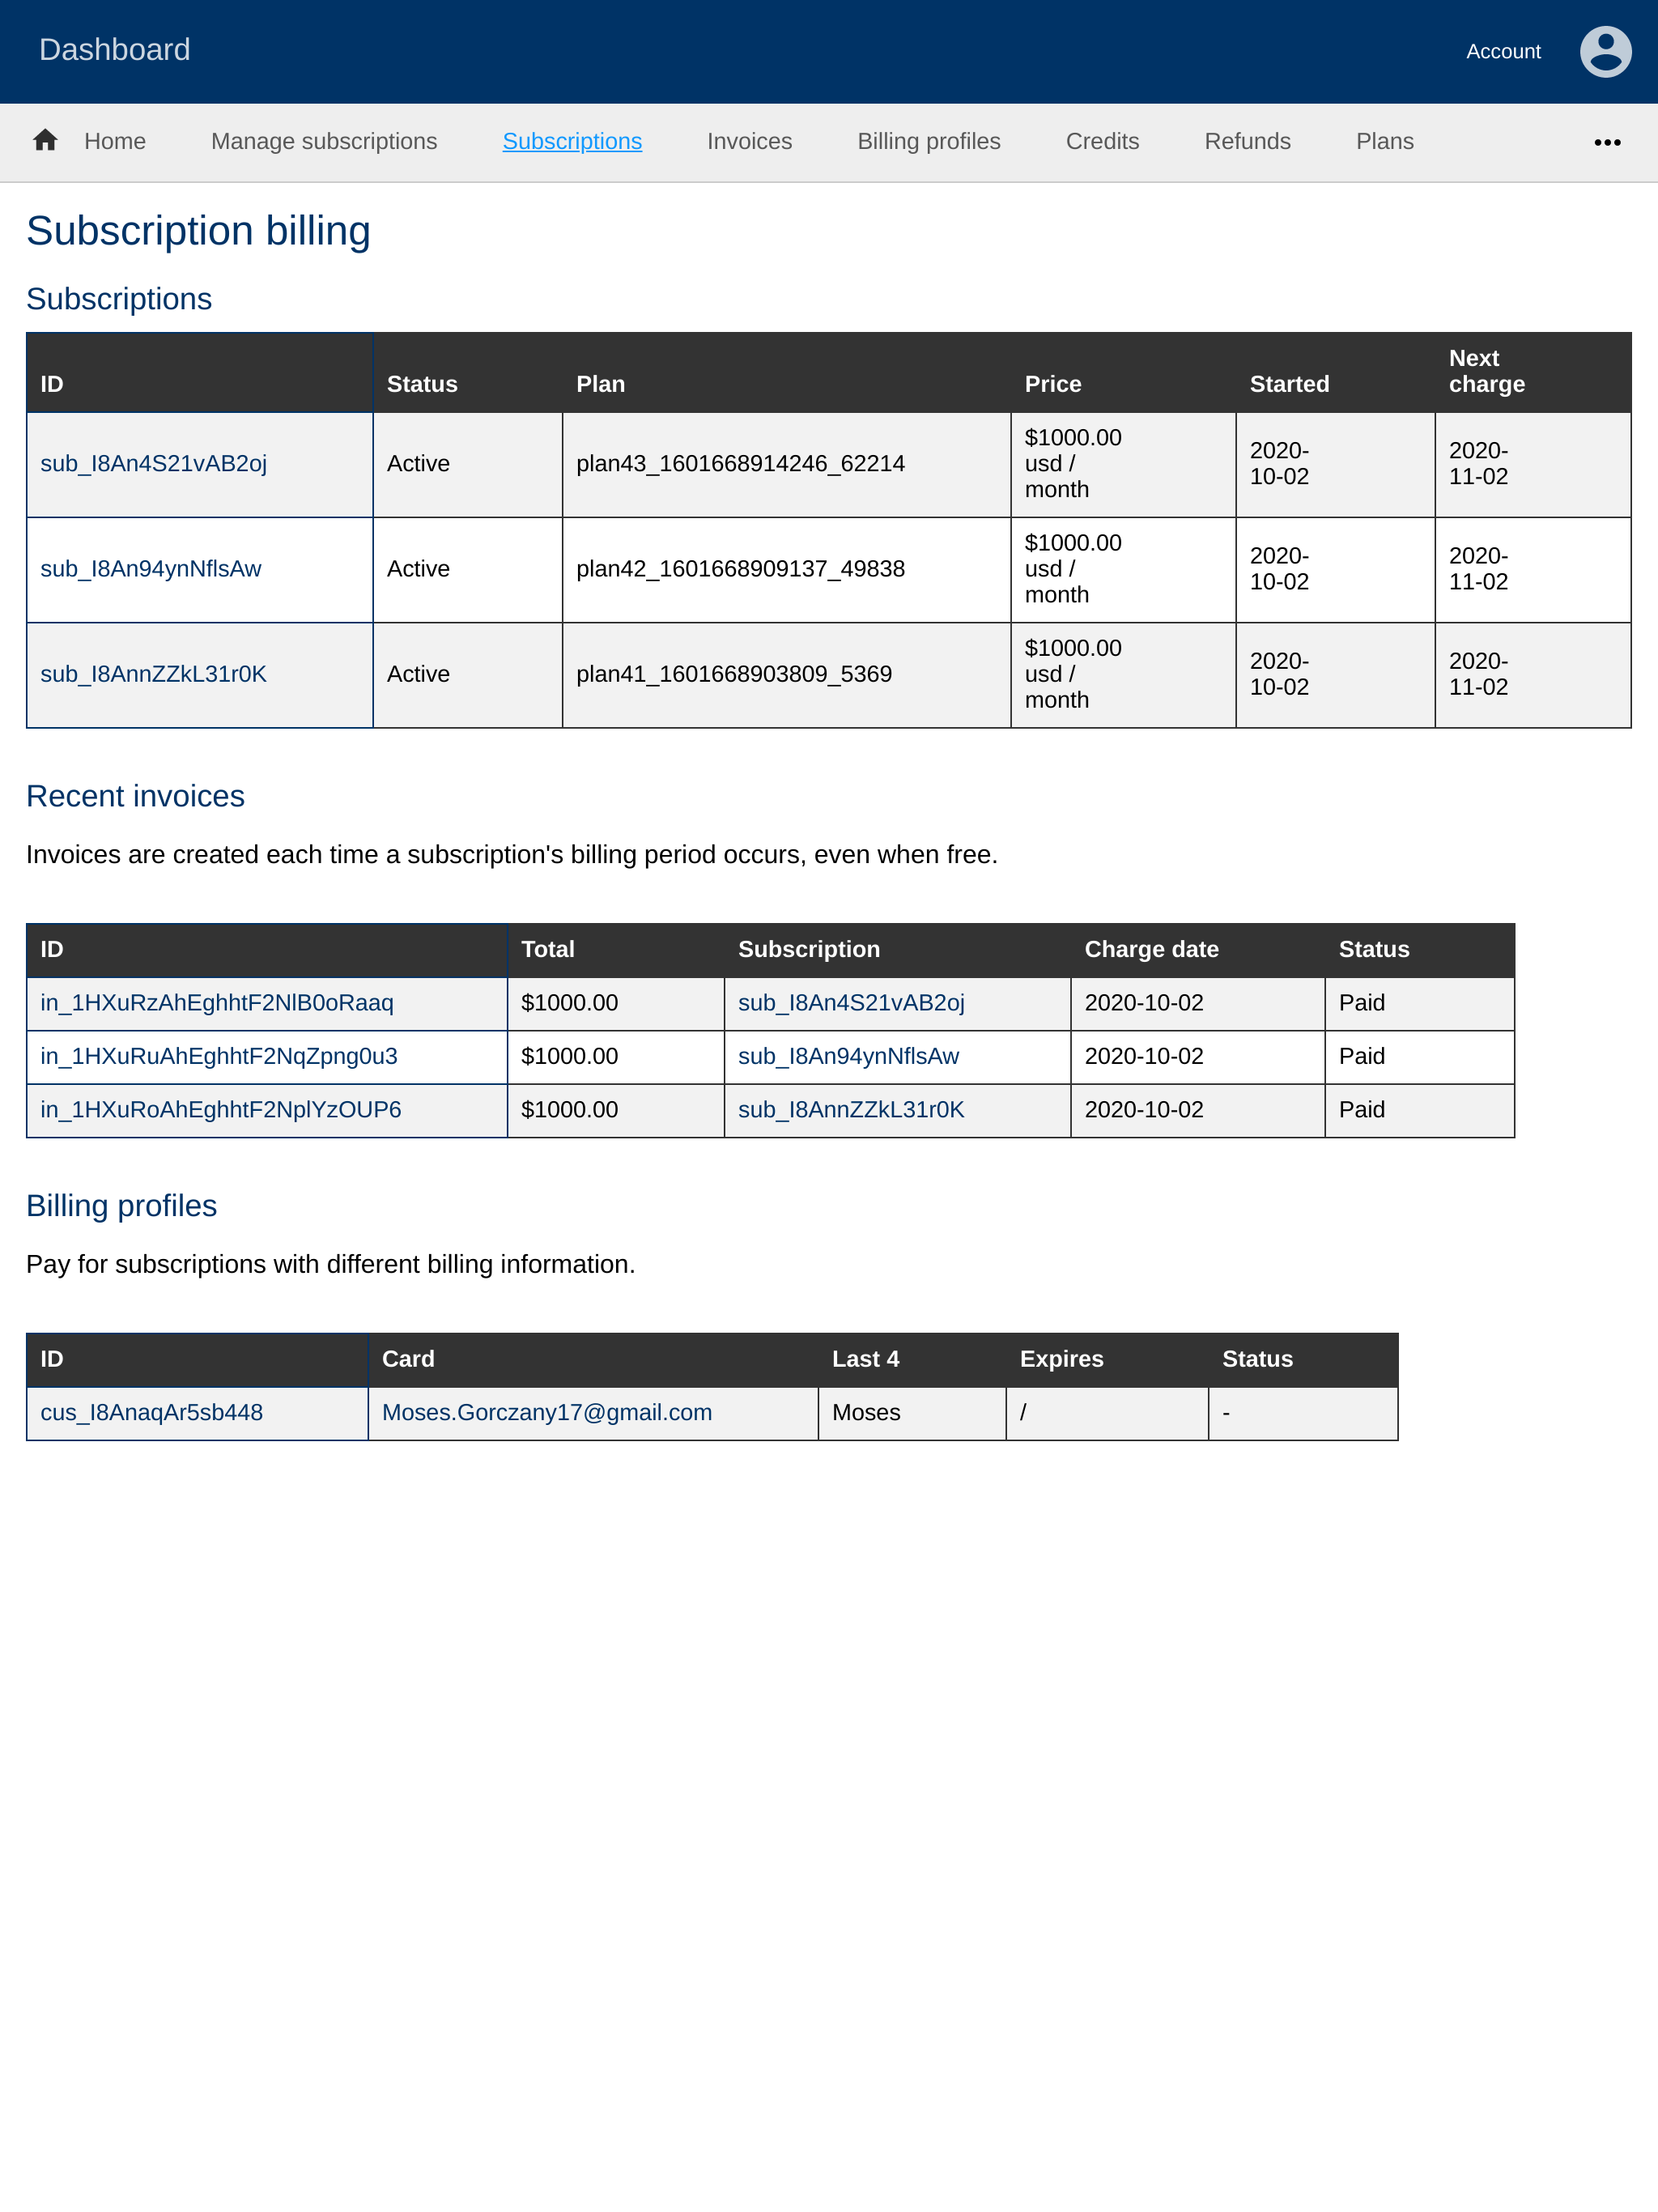 Dashboard
Account
Home Manage subscriptions Subscriptions Invoices Billing profiles Credits Refunds Plans
Subscription billing
Subscriptions
ID Status Plan Price Started Next charge
sub_I8An4S21vAB2oj Active plan43_1601668914246_62214 $1000.00 usd / month 2020-10-02 2020-11-02
sub_I8An94ynNflsAw Active plan42_1601668909137_49838 $1000.00 usd / month 2020-10-02 2020-11-02
sub_I8AnnZZkL31r0K Active plan41_1601668903809_5369 $1000.00 usd / month 2020-10-02 2020-11-02
Recent invoices
Invoices are created each time a subscription's billing period occurs, even when free.
ID Total Subscription Charge date Status
in_1HXuRzAhEghhtF2NlB0oRaaq $1000.00 sub_I8An4S21vAB2oj 2020-10-02 Paid
in_1HXuRuAhEghhtF2NqZpng0u3 $1000.00 sub_I8An94ynNflsAw 2020-10-02 Paid
in_1HXuRoAhEghhtF2NplYzOUP6 $1000.00 sub_I8AnnZZkL31r0K 2020-10-02 Paid
Billing profiles
Pay for subscriptions with different billing information.
ID Card Last 4 Expires Status
cus_I8AnaqAr5sb448 Moses.Gorczany17@gmail.com Moses / -